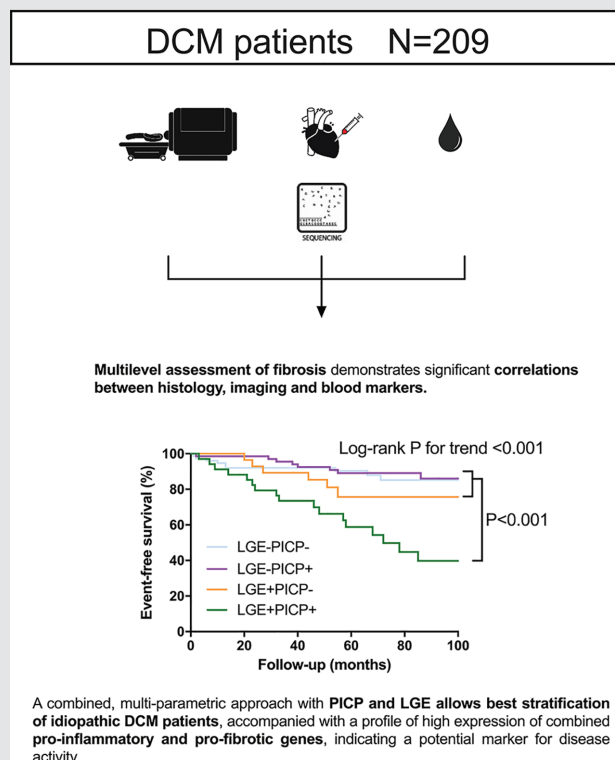 DCM patients N=209
SEQUENCING
Multilevel assessment of fibrosis demonstrates significant correlations
between histology, imaging and blood markers.
Log-rank P for trend <0.001
100
80
60
40
20
0
Event-free survival (%)
P<0.001
LGE-PICP-
LGE-PICP+
LGE+PICP-
LGE+PICP+
0 20 40 60 80 100
Follow-up (months)
A combined, multi-parametric approach with PICP and LGE allows best stratification
of idiopathic DCM patients, accompanied with a profile of high expression of combined
pro-inflammatory and pro-fibrotic genes, indicating a potential marker for disease
activity